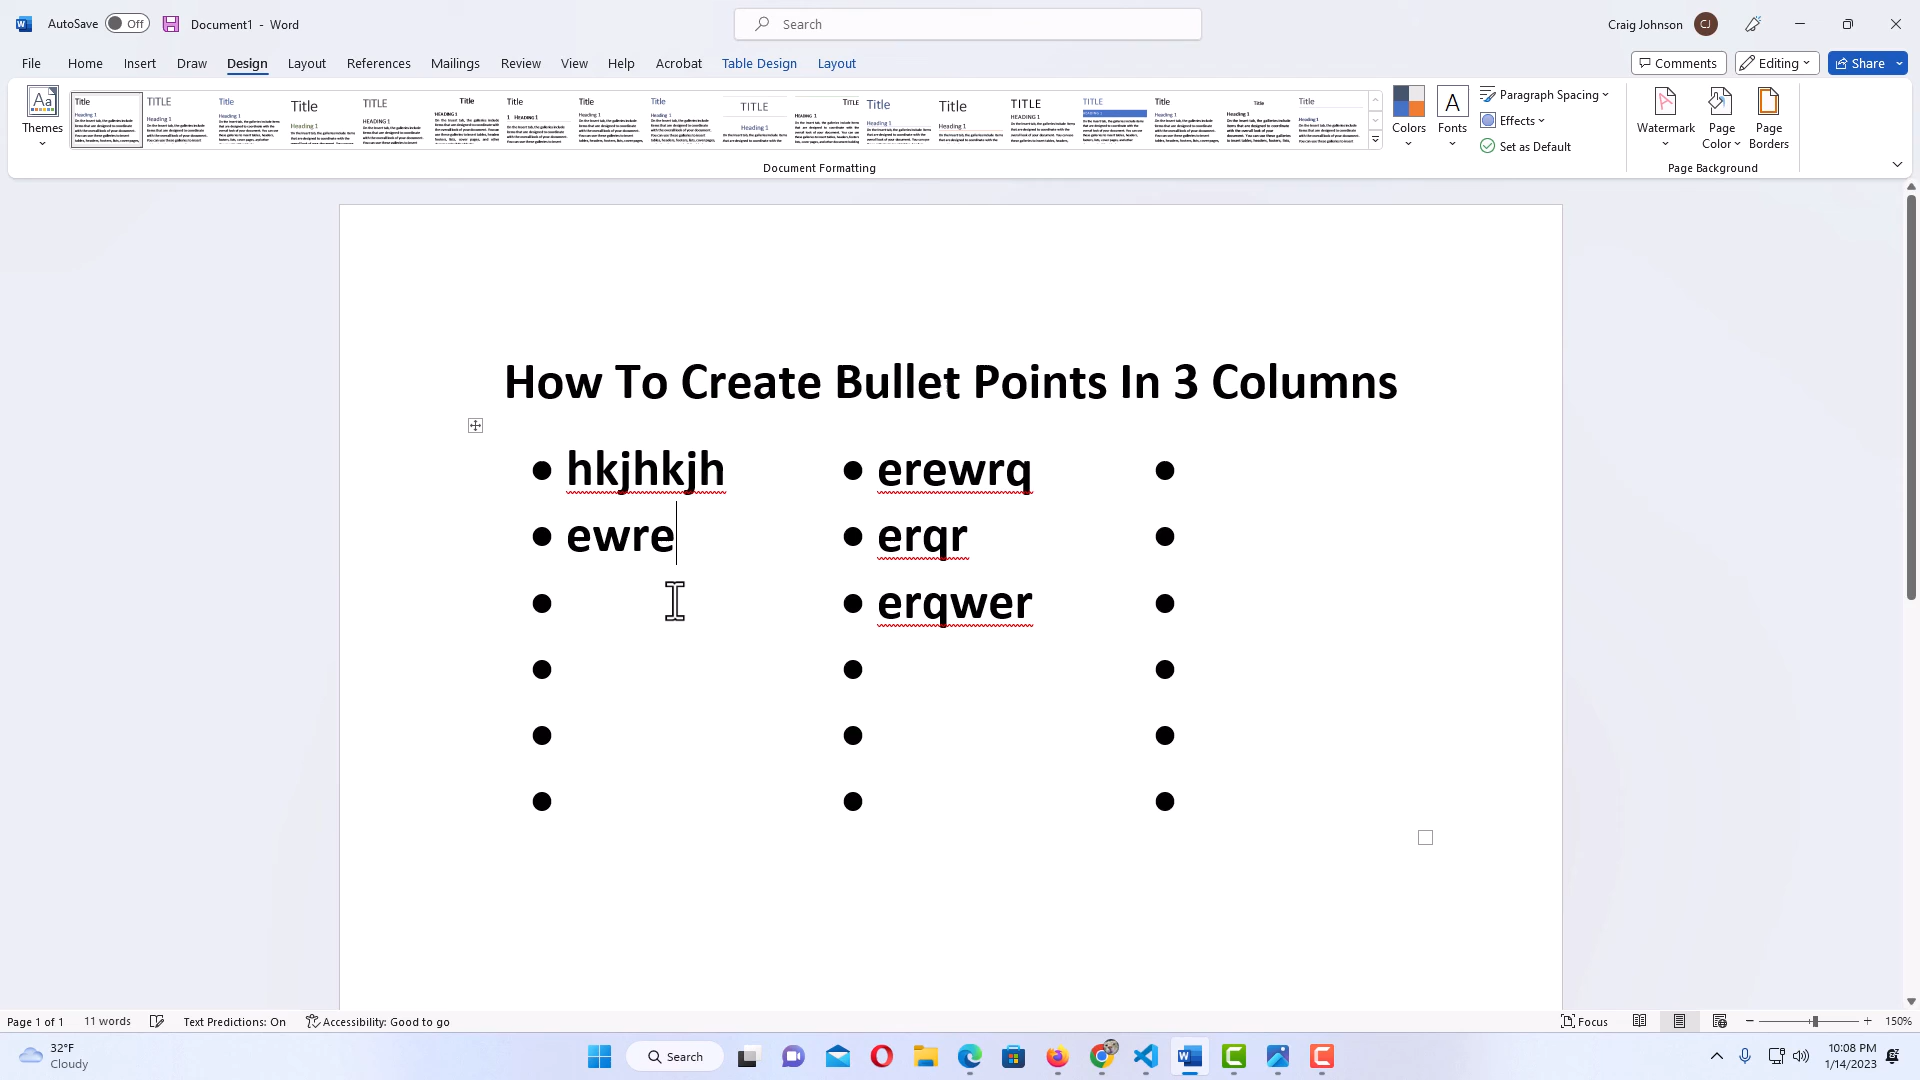 AutoSave Off Document1 - Word Search Craig Johnson CJ
File Home Insert Draw Design Layout References Mailings Review View Help Acrobat Table Design Layout Comments Editing Share
Themes
Colors
Fonts
Paragraph Spacing
Effects
Set as Default
Watermark
Page Color
Page Borders
Document Formatting
Page Background
How To Create Bullet Points In 3 Columns
• hkjhkjh • erewrq •
• ewre • erqr •
• • erqwer •
• • •
• • •
• • •
Page 1 of 1 11 words Text Predictions: On Accessibility: Good to go Focus 150%
32°F
Cloudy
Search
10:08 PM
1/14/2023